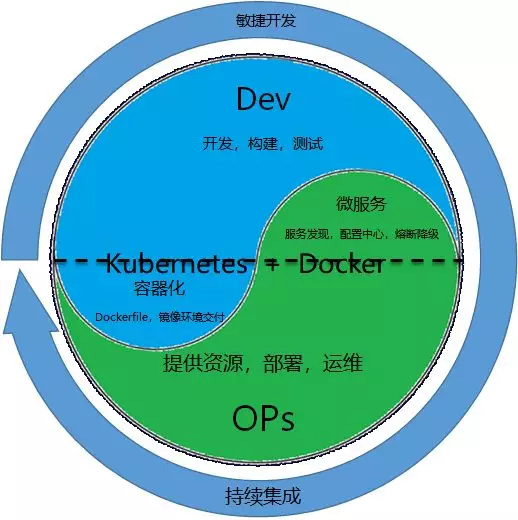 敏捷开发
Dev
开发，构建，测试
微服务
服务发现，配置中心，熔断降级
Kubernetes + Docker
容器化
Dockerfile，镜像环境交付
提供资源，部署，运维
OPs
持续集成